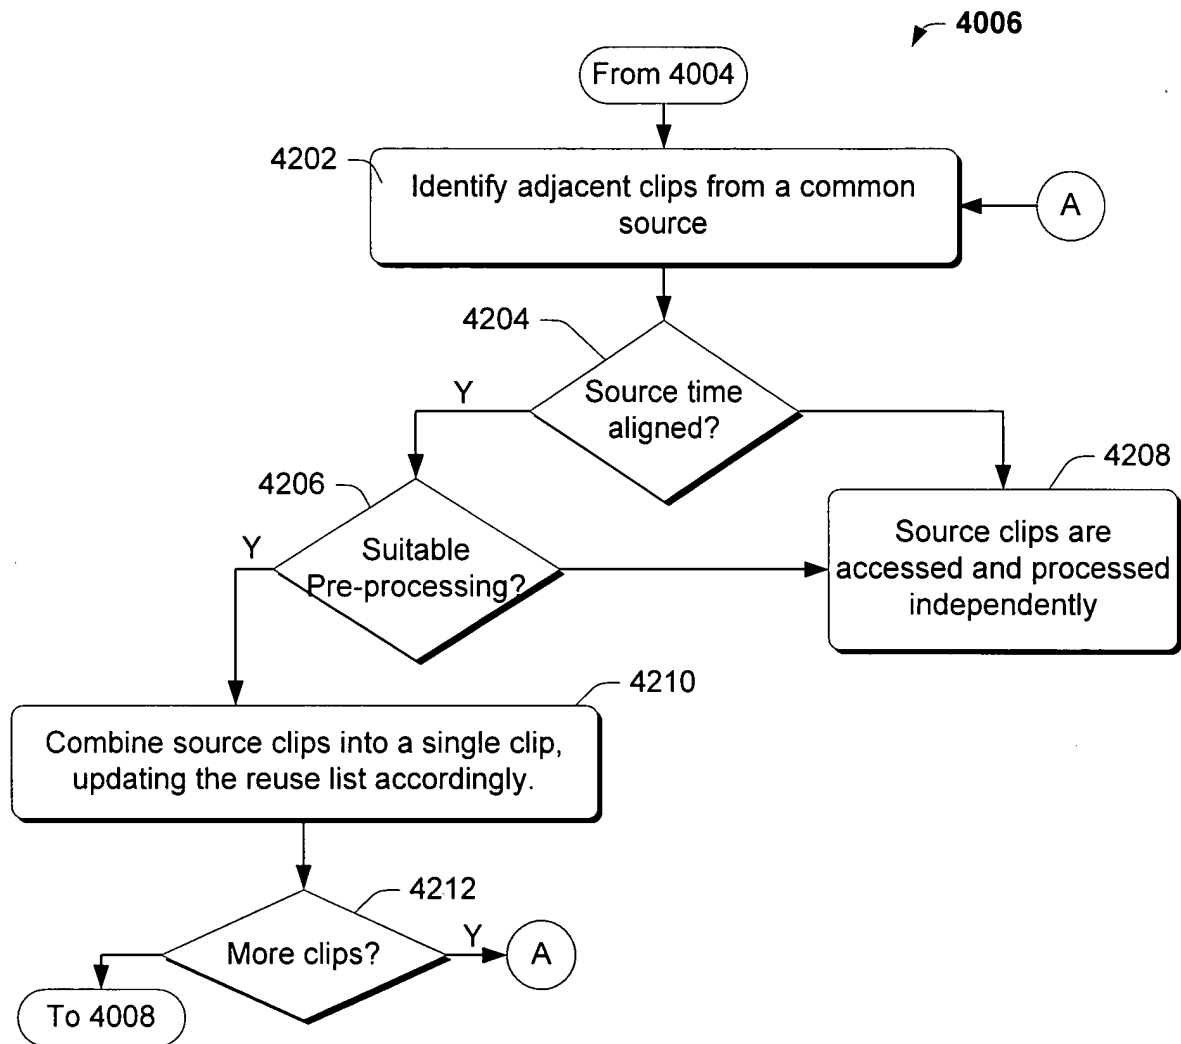 4006
From 4004
4202
Identify adjacent clips from a common
source
A
4204
Source time
aligned?
Y
4206
Suitable
Pre-processing?
Y
4208
Source clips are
accessed and processed
independently
4210
Combine source clips into a single clip,
updating the reuse list accordingly.
4212
More clips?
Y
A
To 4008